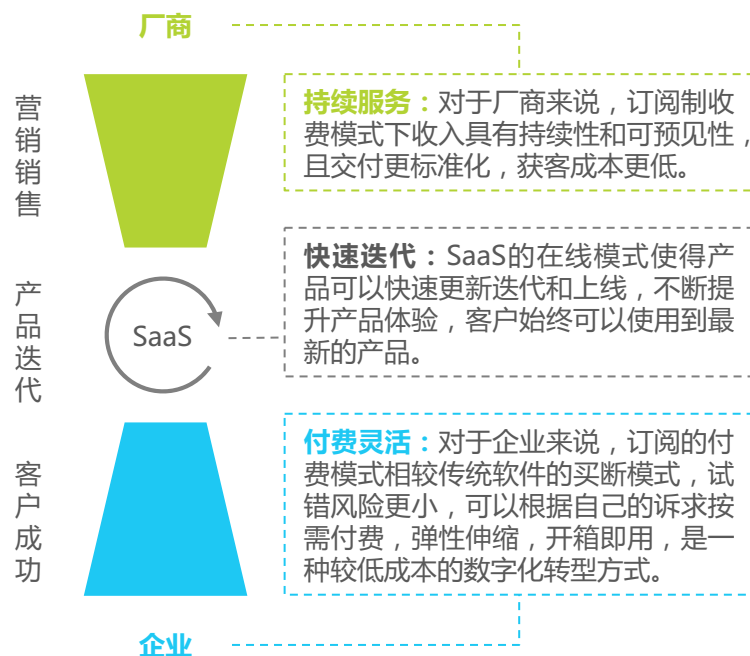 厂商
营销销售
持续服务：对于厂商来说，订阅制收
费模式下收入具有持续性和可预见性，
且交付更标准化，获客成本更低。
产品迭代
SaaS
快速迭代：SaaS的在线模式使得产
品可以快速更新迭代和上线，不断提
升产品体验，客户始终可以使用到最
新的产品。
客户成功
付费灵活：对于企业来说，订阅的付
费模式相较传统软件的买断模式，试
错风险更小，可以根据自己的诉求按
需付费，弹性伸缩，开箱即用，是一
种较低成本的数字化转型方式。
企业